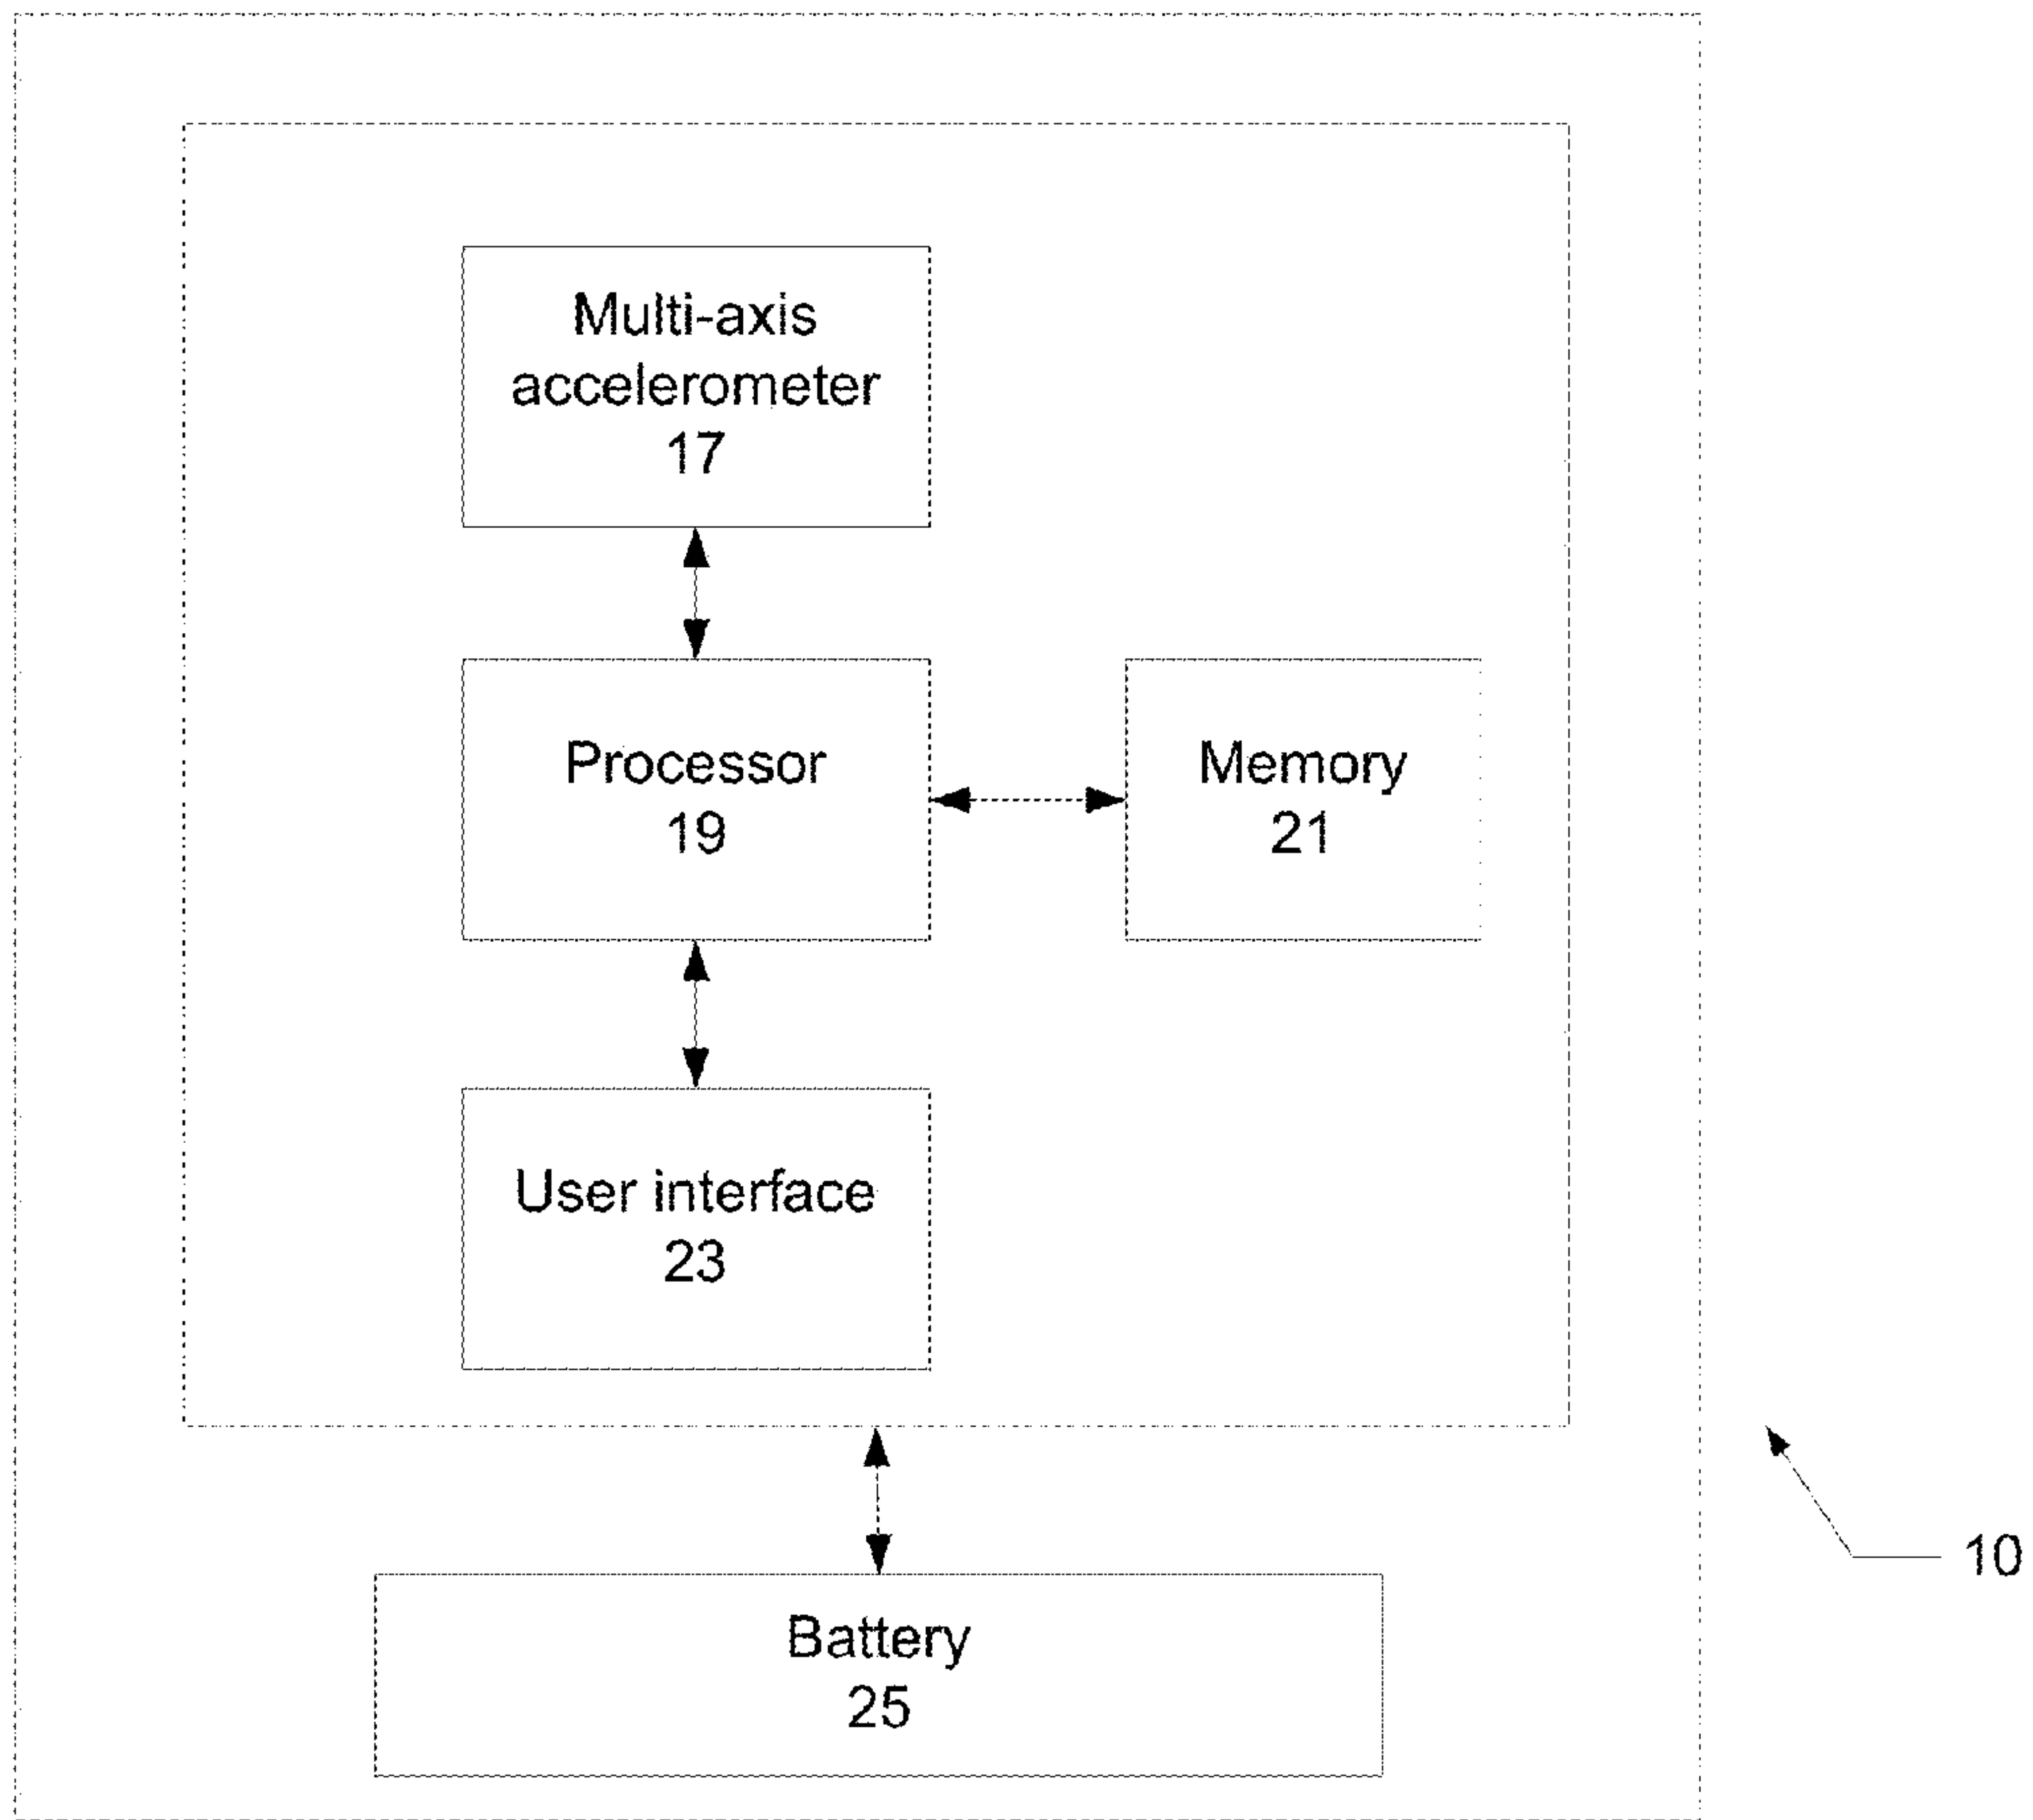 Multi-axis
accelerometer
17
Processor
19
Memory
21
User interface
23
10
Battery
25